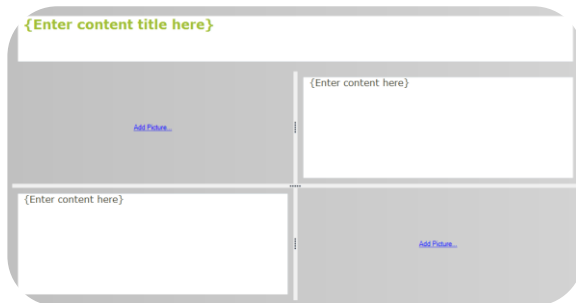 {Enter content title here}
Add Picture...
{Enter content here}
{Enter content here}
Add Picture...